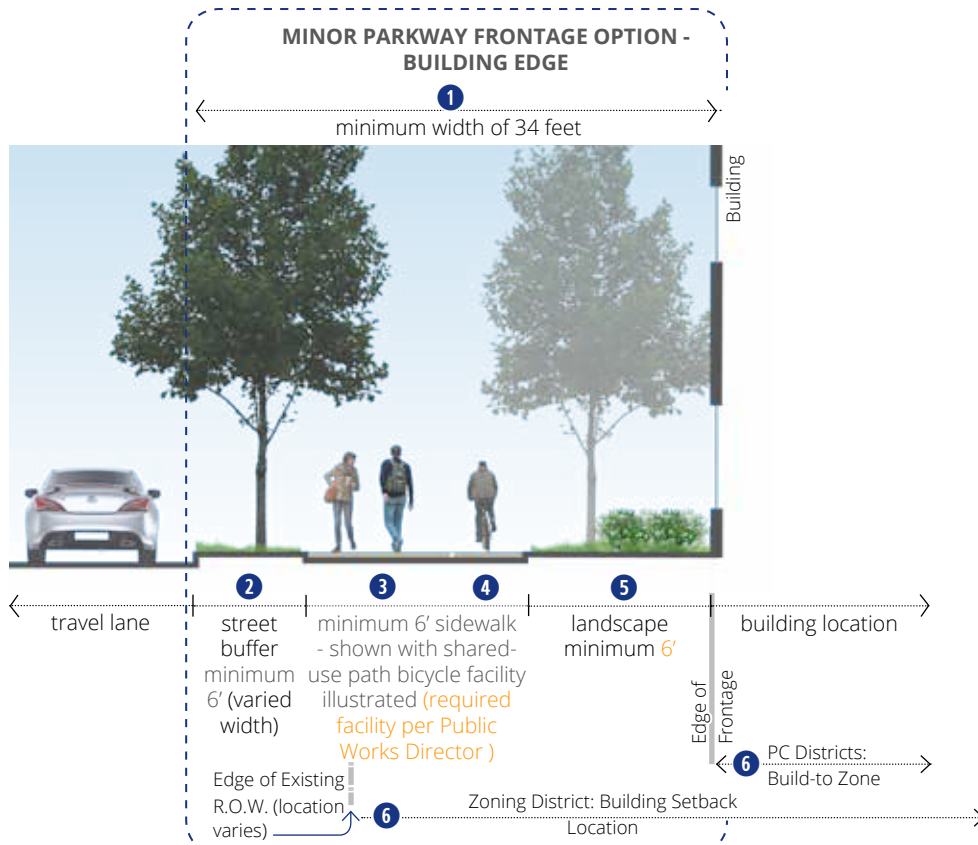 MINOR PARKWAY FRONTAGE OPTION -
BUILDING EDGE
1
minimum width of 34 feet
Building
2
3
4
5
travel lane
street
buffer
minimum
6’ (varied
width)
minimum 6’ sidewalk
- shown with shared-
use path bicycle facility
illustrated (required
facility per Public
Works Director )
landscape
minimum 6’
building location
Edge of
Frontage
6
PC Districts:
Build-to Zone
Edge of Existing
R.O.W. (location
varies)
6
Zoning District: Building Setback
Location